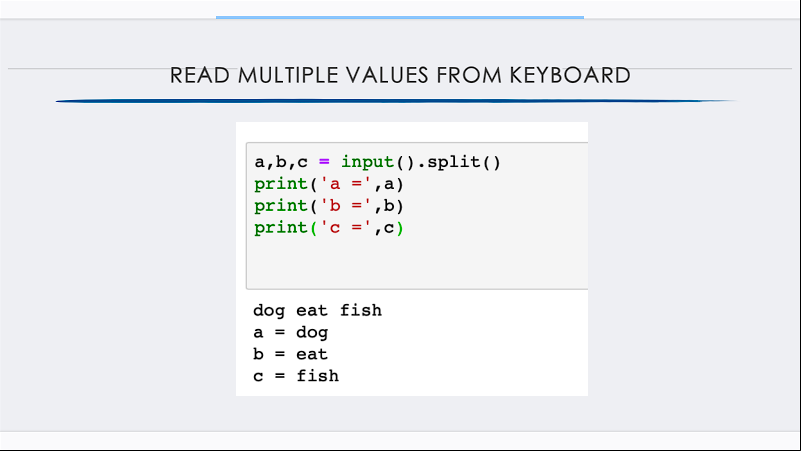 READ MULTIPLE VALUES FROM KEYBOARD
a,b,c = input().split()
print('a =',a)
print('b =',b)
print('c =',c)
dog eat fish
a = dog
b = eat
c = fish